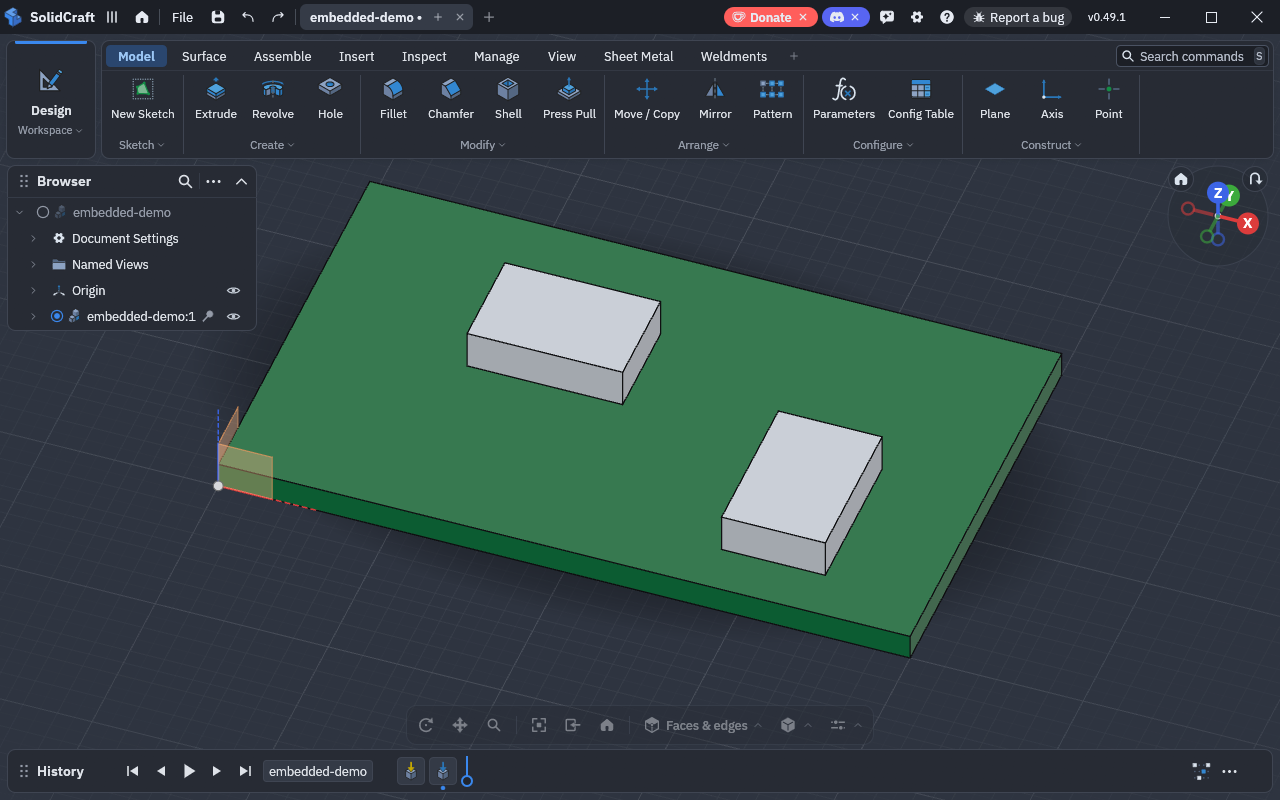 SolidCraft
File
embedded-demo •
Donate
Report a bug
v0.49.1
Design
Workspace
Model Surface Assemble Insert Inspect Manage View Sheet Metal Weldments
Search commands S
New Sketch Extrude Revolve Hole Fillet Chamfer Shell Press Pull Move / Copy Mirror Pattern Parameters Config Table Plane Axis Point
Sketch Create Modify Arrange Configure Construct
Browser
embedded-demo
Document Settings
Named Views
Origin
embedded-demo:1
Z
Y
X
Faces & edges
History
embedded-demo